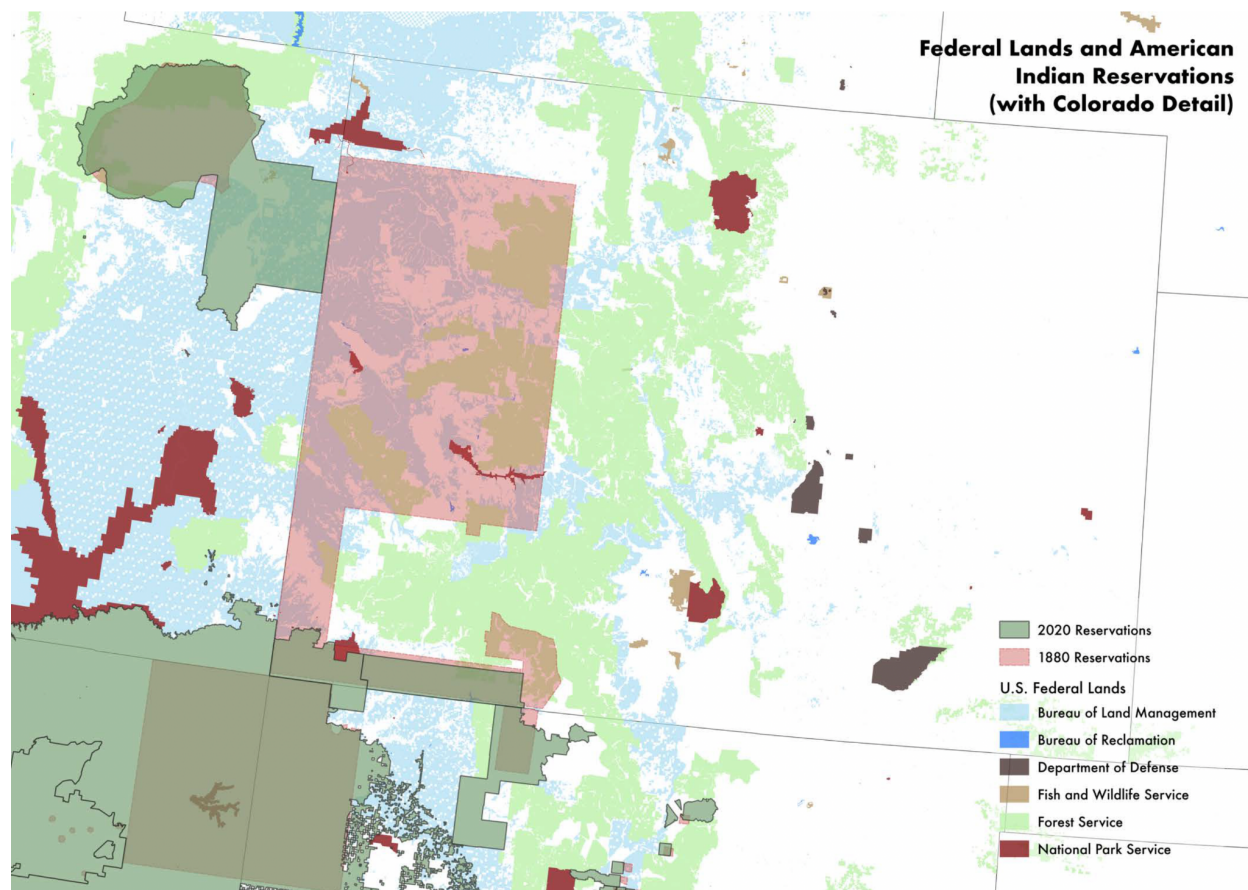 Federal Lands and American
Indian Reservations
(with Colorado Detail)
2020 Reservations
1880 Reservations
U.S. Federal Lands
Bureau of Land Management
Bureau of Reclamation
Department of Defense
Fish and Wildlife Service
Forest Service
National Park Service